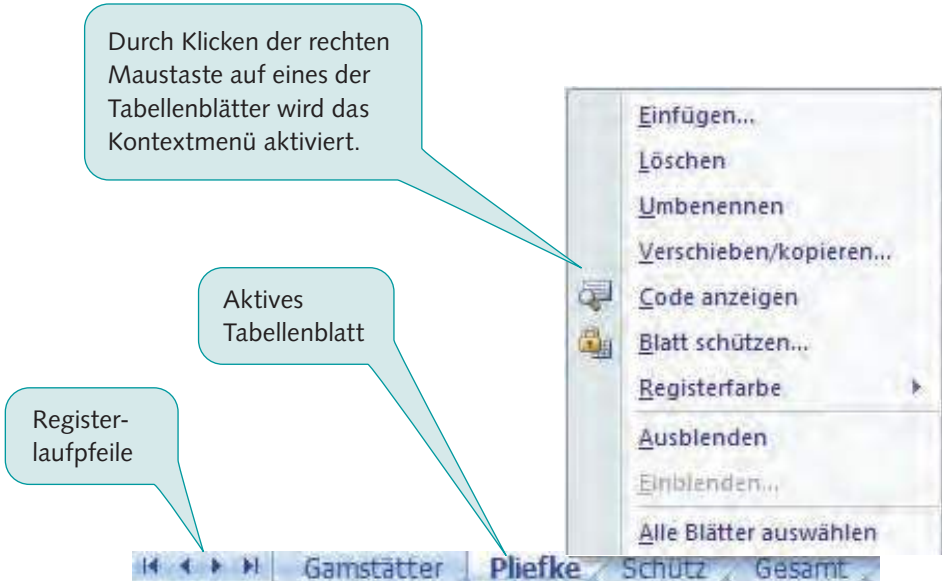 Durch Klicken der rechten
Maustaste auf eines der
Tabellenblätter wird das
Kontextmenü aktiviert.
Einfügen...
Löschen
Umbenennen
Verschieben/kopieren...
Code anzeigen
Blatt schützen...
Registerfarbe
Ausblenden
Einblenden...
Alle Blätter auswählen
Aktives
Tabellenblatt
Register-
laufpfeile
Gamstätter Pliefke Schütz Gesamt